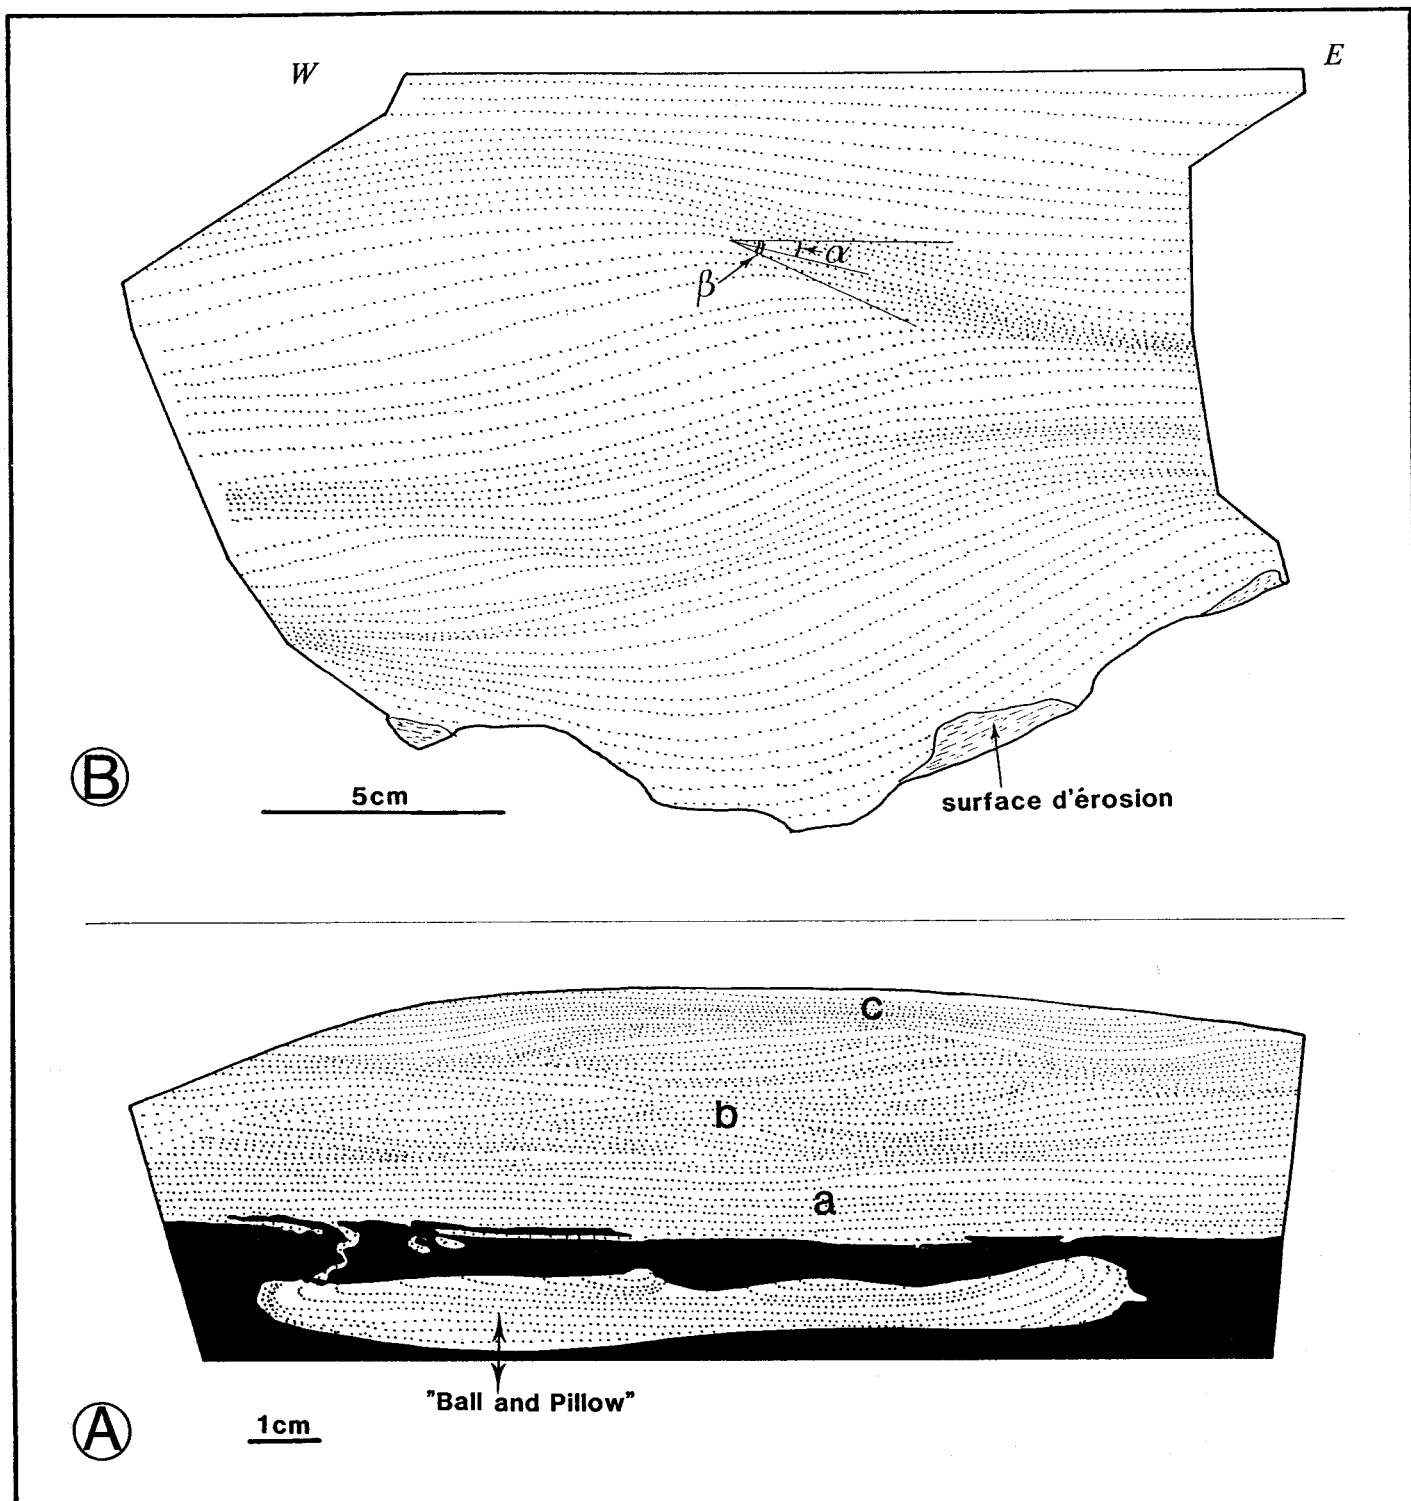 W
E
α
β
B
5cm
surface d'érosion
c
b
a
"Ball and Pillow"
A
1cm